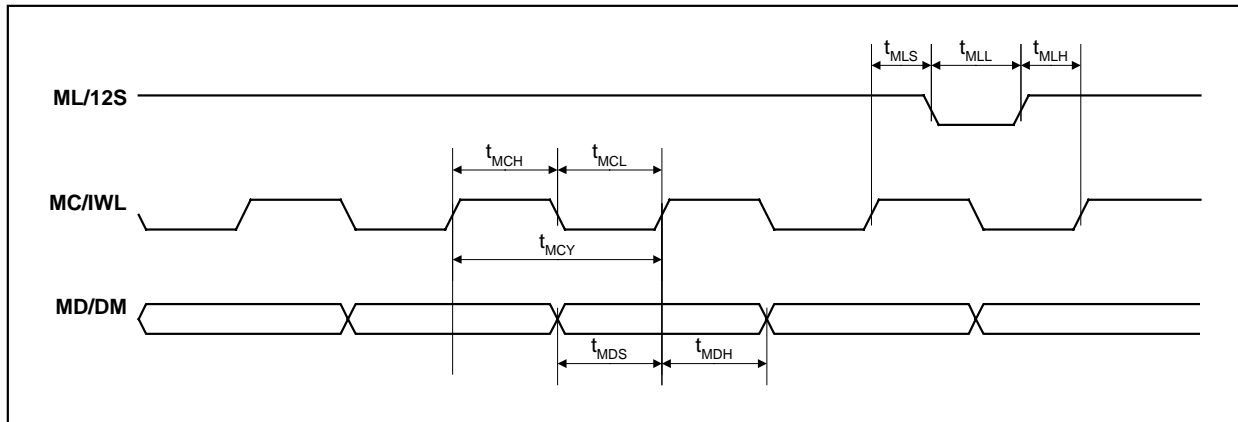 tMLS tMLL tMLH
ML/12S
tMCH tMCL
MC/IWL
tMCY
MD/DM
tMDS tMDH